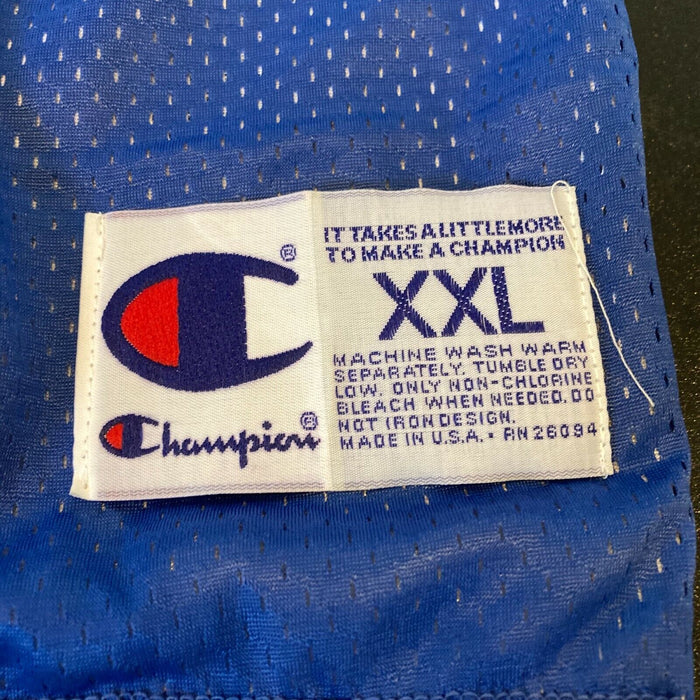 ®
Champion®
IT TAKES A LITTLE MORE
TO MAKE A CHAMPION
XXL
MACHINE WASH WARM
SEPARATELY. TUMBLE DRY
LOW. ONLY NON-CHLORINE
BLEACH WHEN NEEDED. DO
NOT IRON DESIGN.
MADE IN U.S.A. • RN 26094